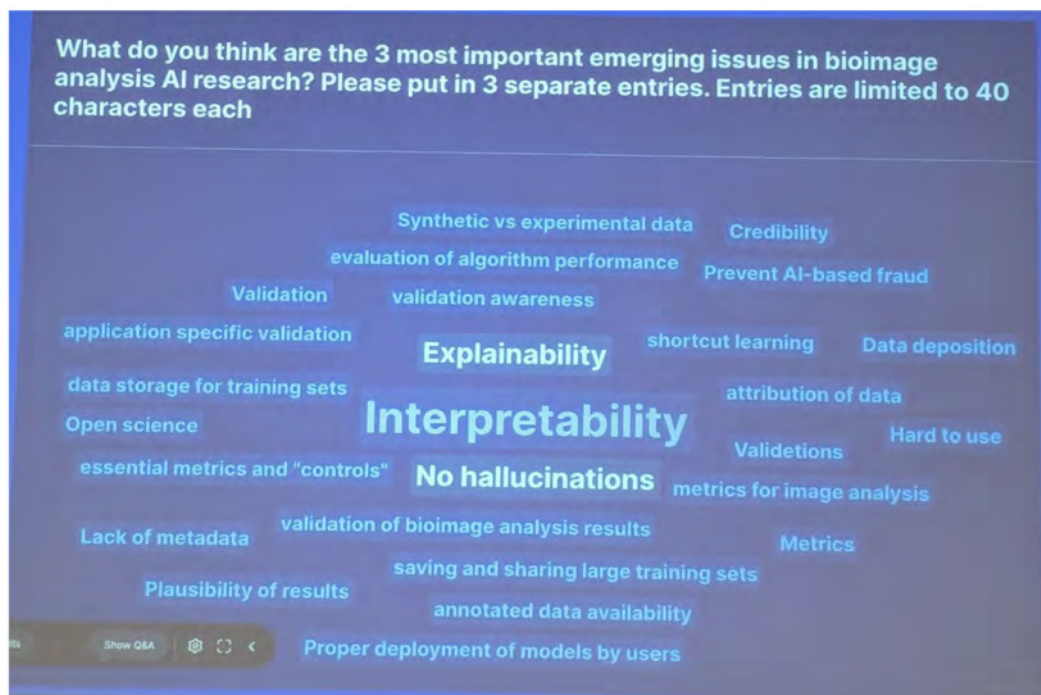 What do you think are the 3 most important emerging issues in bioimage
analysis AI research? Please put in 3 separate entries. Entries are limited to 40
characters each
Synthetic vs experimental data
Credibility
evaluation of algorithm performance
Prevent AI-based fraud
Validation
validation awareness
application specific validation
Explainability
shortcut learning
Data deposition
data storage for training sets
Interpretability
attribution of data
Open science
Hard to use
Validetions
essential metrics and "controls"
No hallucinations
metrics for image analysis
validation of bioimage analysis results
Lack of metadata
Metrics
saving and sharing large training sets
Plausibility of results
annotated data availability
Show Q&A
Proper deployment of models by users